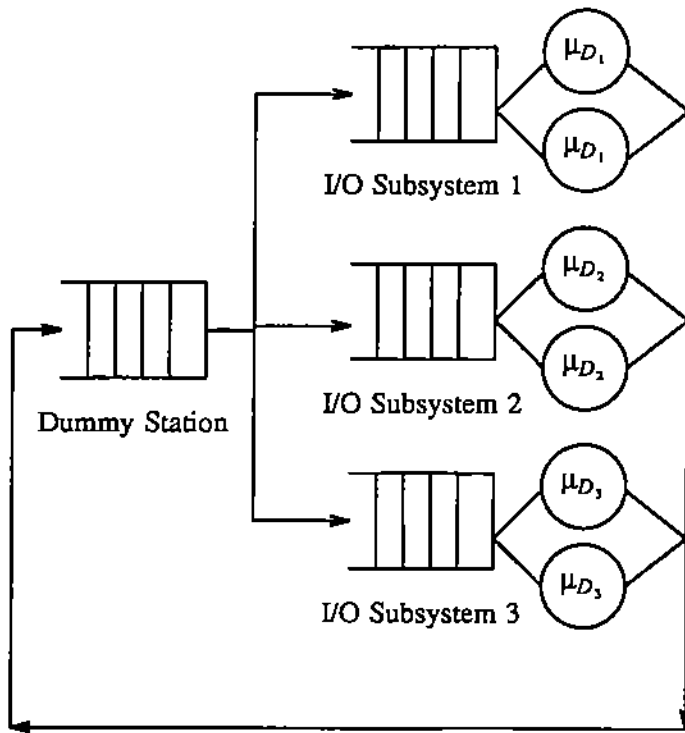 μD1
μD1
I/O Subsystem 1
μD2
μD2
I/O Subsystem 2
Dummy Station
μD3
μD3
I/O Subsystem 3